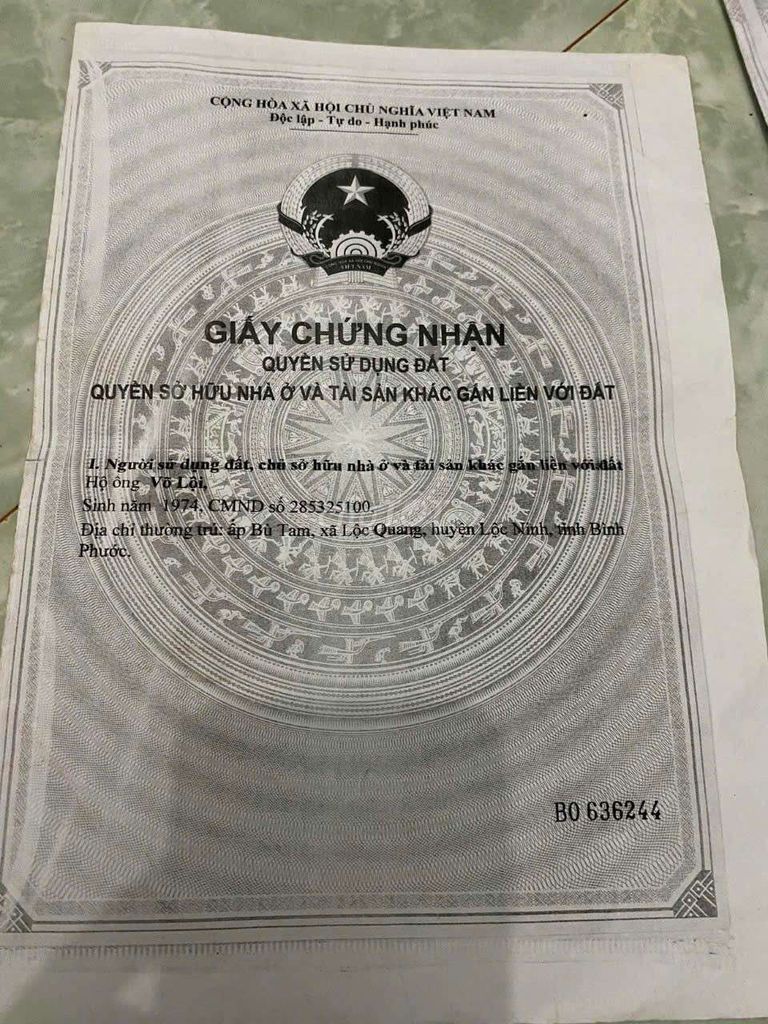 CỘNG HÒA XÃ HỘI CHỦ NGHĨA VIỆT NAM
Độc lập - Tự do - Hạnh phúc
VIỆT NAM
GIẤY CHỨNG NHẬN
QUYỀN SỬ DỤNG ĐẤT
QUYỀN SỞ HỮU NHÀ Ở VÀ TÀI SẢN KHÁC GẮN LIỀN VỚI ĐẤT
I. Người sử dụng đất, chủ sở hữu nhà ở và tài sản khác gắn liền với đất
Hộ ông Võ Lội.
Sinh năm 1974, CMND số 285325100.
Địa chỉ thường trú: ấp Bù Tam, xã Lộc Quang, huyện Lộc Ninh, tỉnh Bình
Phước.
BO 636244